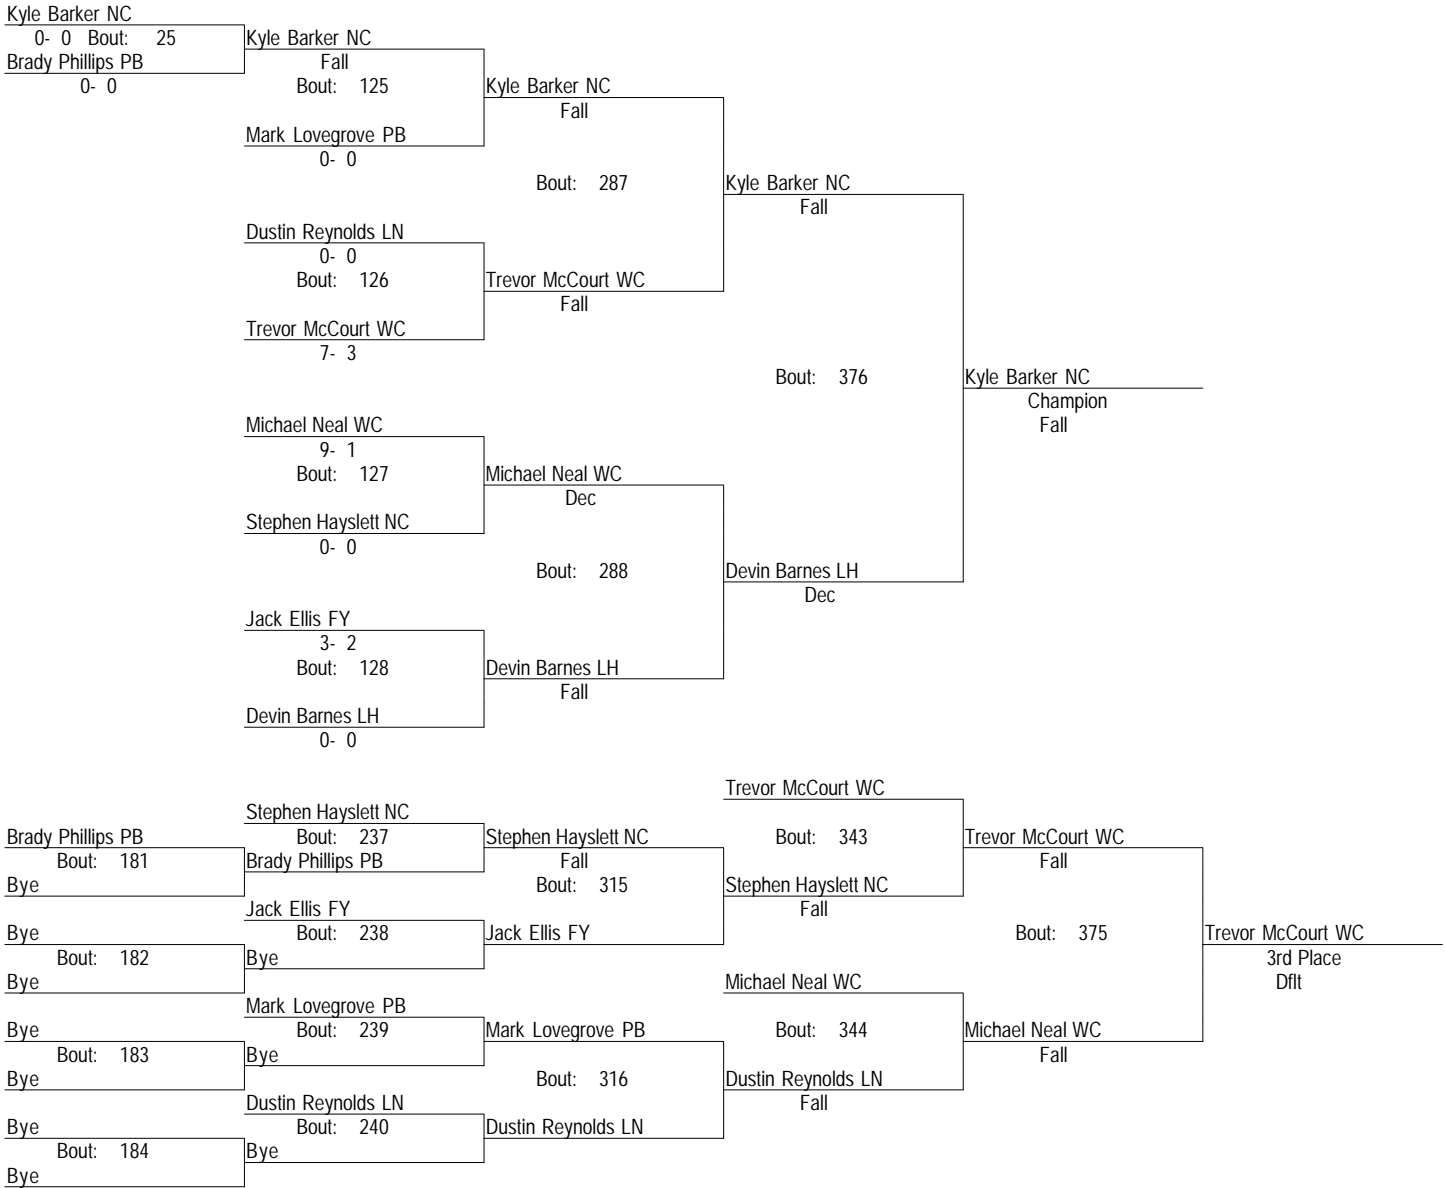 Kyle Barker NC
0- 0 Bout: 25 Kyle Barker NC
Brady Phillips PB Fall
0- 0 Bout: 125 Kyle Barker NC
Fall
Mark Lovegrove PB
0- 0
Bout: 287 Kyle Barker NC
Fall
Dustin Reynolds LN
0- 0
Bout: 126 Trevor McCourt WC
Fall
Trevor McCourt WC
7- 3
Bout: 376 Kyle Barker NC
Champion
Michael Neal WC Fall
9- 1
Bout: 127 Michael Neal WC
Dec
Stephen Hayslett NC
0- 0
Bout: 288 Devin Barnes LH
Dec
Jack Ellis FY
3- 2
Bout: 128 Devin Barnes LH
Fall
Devin Barnes LH
0- 0
Trevor McCourt WC
Stephen Hayslett NC
Brady Phillips PB Bout: 237 Stephen Hayslett NC Bout: 343 Trevor McCourt WC
Bout: 181 Brady Phillips PB Fall Fall
Bye Bout: 315 Stephen Hayslett NC
Jack Ellis FY Fall
Bye Bout: 238 Jack Ellis FY Bout: 375 Trevor McCourt WC
Bout: 182 Bye 3rd Place
Bye Michael Neal WC Dflt
Mark Lovegrove PB
Bye Bout: 239 Mark Lovegrove PB Bout: 344 Michael Neal WC
Bout: 183 Bye Fall
Bye Bout: 316 Dustin Reynolds LN
Dustin Reynolds LN Fall
Bye Bout: 240 Dustin Reynolds LN
Bout: 184 Bye
Bye